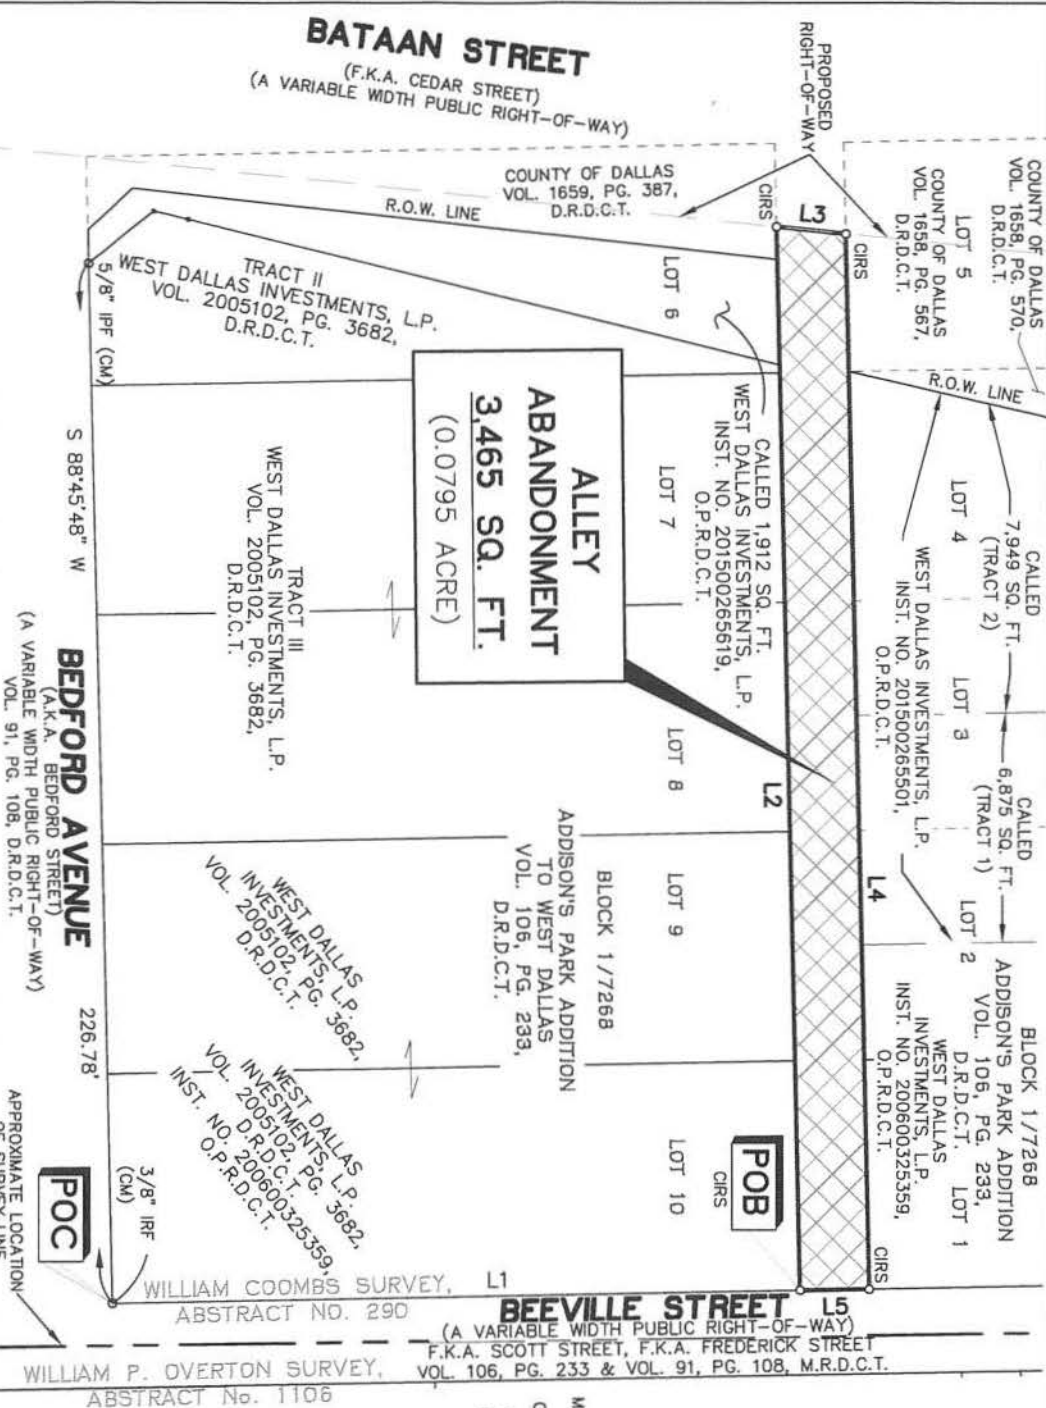 BATAAN STREET
(F.K.A. CEDAR STREET)
(A VARIABLE WIDTH PUBLIC RIGHT-OF-WAY)
PROPOSED
RIGHT-OF-WAY
COUNTY OF DALLAS
VOL. 1658, PG. 570,
D.R.D.C.T.
LOT 5
COUNTY OF DALLAS
VOL. 1658, PG. 567,
D.R.D.C.T.
COUNTY OF DALLAS
VOL. 1659, PG. 387,
D.R.D.C.T.
R.O.W. LINE
CIRS
L3
CIRS
LOT 6
TRACT II
WEST DALLAS INVESTMENTS, L.P.
VOL. 2005102, PG. 3682,
D.R.D.C.T.
5/8" IPF (CM)
R.O.W. LINE
CALLED
7,949 SQ. FT.
(TRACT 2)
LOT 4
CALLED
6,875 SQ. FT.
(TRACT 1)
LOT 3
WEST DALLAS INVESTMENTS, L.P.
INST. NO. 201500265501,
O.P.R.D.C.T.
LOT 2
CALLED 1,912 SQ. FT.
WEST DALLAS INVESTMENTS, L.P.
INST. NO. 201500265619,
O.P.R.D.C.T.
LOT 7
ALLEY
ABANDONMENT
3,465 SQ. FT.
(0.0795 ACRE)
TRACT III
WEST DALLAS INVESTMENTS, L.P.
VOL. 2005102, PG. 3682,
D.R.D.C.T.
S 88°45'48" W
226.78'
BEDFORD AVENUE
(A.K.A. BEDFORD STREET)
(A VARIABLE WIDTH PUBLIC RIGHT-OF-WAY)
VOL. 91, PG. 108, D.R.D.C.T.
LOT 8
L2
L4
LOT 9
BLOCK 1/7268
ADDISON'S PARK ADDITION
TO WEST DALLAS
VOL. 106, PG. 233,
D.R.D.C.T.
WEST DALLAS
INVESTMENTS, L.P.
VOL. 2005102, PG. 3682,
D.R.D.C.T.
BLOCK 1/7268
ADDISON'S PARK ADDITION
VOL. 106, PG. 233,
D.R.D.C.T.
LOT 1
WEST DALLAS
INVESTMENTS, L.P.
INST. NO. 200600325359,
O.P.R.D.C.T.
WEST DALLAS
INVESTMENTS, L.P.
VOL. 2005102, PG. 3682,
D.R.D.C.T.
INST. NO. 200600325359,
O.P.R.D.C.T.
LOT 10
POB
CIRS
CIRS
3/8" IRF
(CM)
POC
APPROXIMATE LOCATION
OF SURVEY LINE
L1
WILLIAM COOMBS SURVEY,
ABSTRACT NO. 290
BEEVILLE STREET
L5
(A VARIABLE WIDTH PUBLIC RIGHT-OF-WAY)
F.K.A. SCOTT STREET, F.K.A. FREDERICK STREET
VOL. 106, PG. 233 & VOL. 91, PG. 108, M.R.D.C.T.
WILLIAM P. OVERTON SURVEY,
ABSTRACT No. 1106